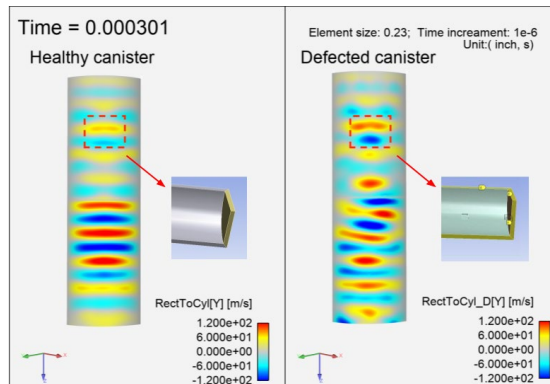 Time = 0.000301
Healthy canister
RectToCyl[Y] [m/s]
1.200e+02
6.000e+01
0.000e+00
-6.000e+01
-1.200e+02
Element size: 0.23; Time increament: 1e-6
Unit:( inch, s)
Defected canister
RectToCyl_D[Y] [m/s]
1.200e+02
6.000e+01
0.000e+00
-6.000e+01
-1.200e+02